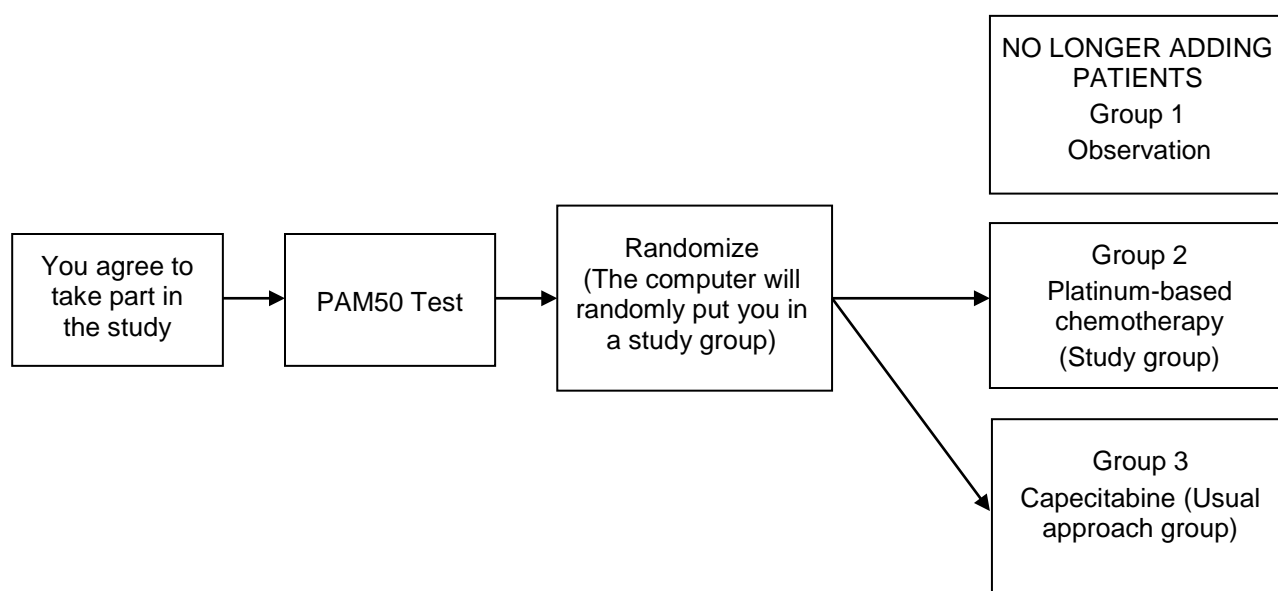 You agree to
take part in
the study
PAM50 Test
Randomize
(The computer will
randomly put you in
a study group)
NO LONGER ADDING
PATIENTS
Group 1
Observation
Group 2
Platinum-based
chemotherapy
(Study group)
Group 3
Capecitabine (Usual
approach group)